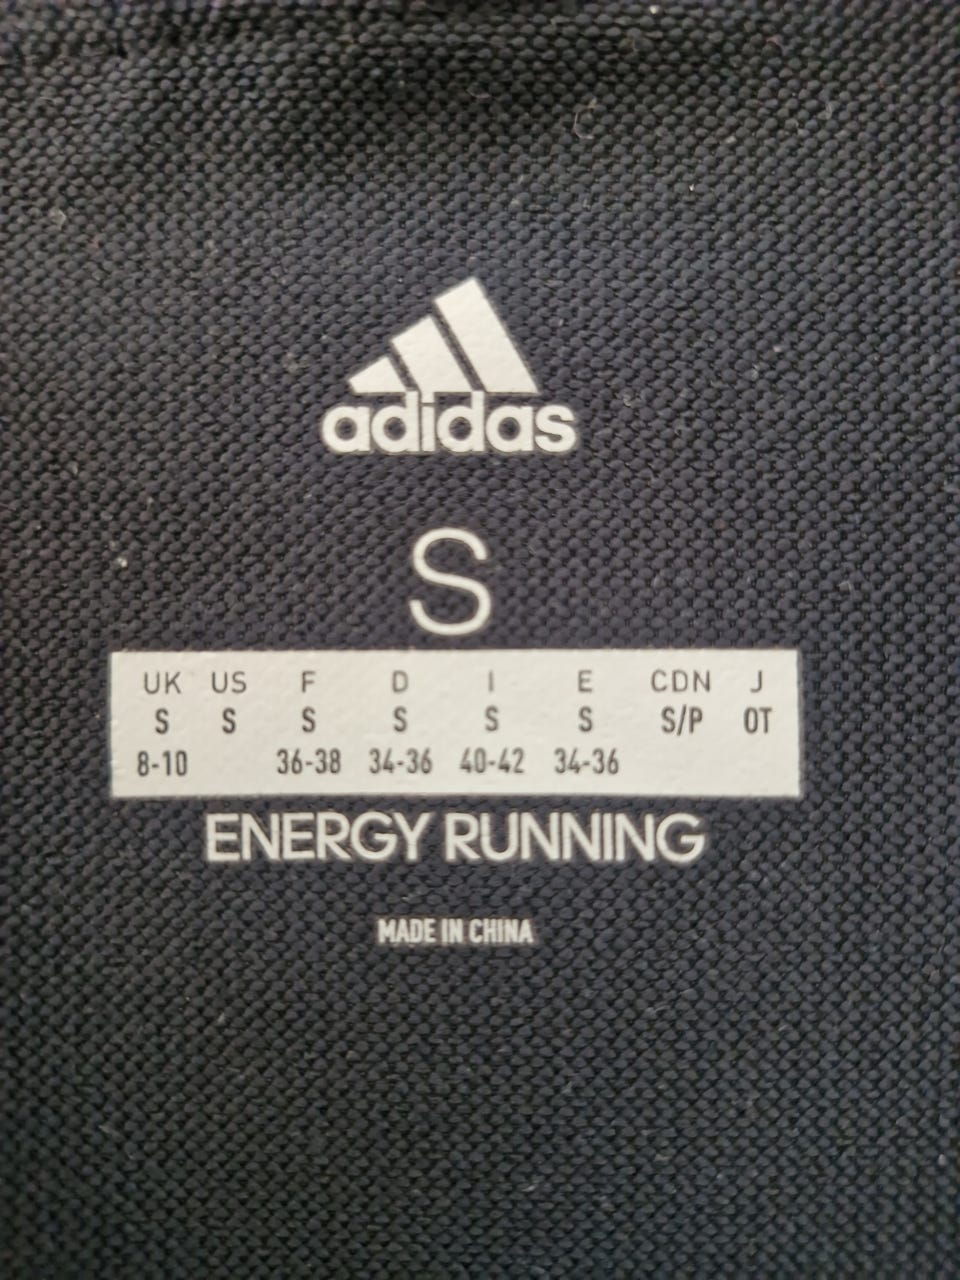 adidas
S
UK US F D I E CDN J
S S S S S S S/P OT
8-10 36-38 34-36 40-42 34-36
ENERGY RUNNING
MADE IN CHINA